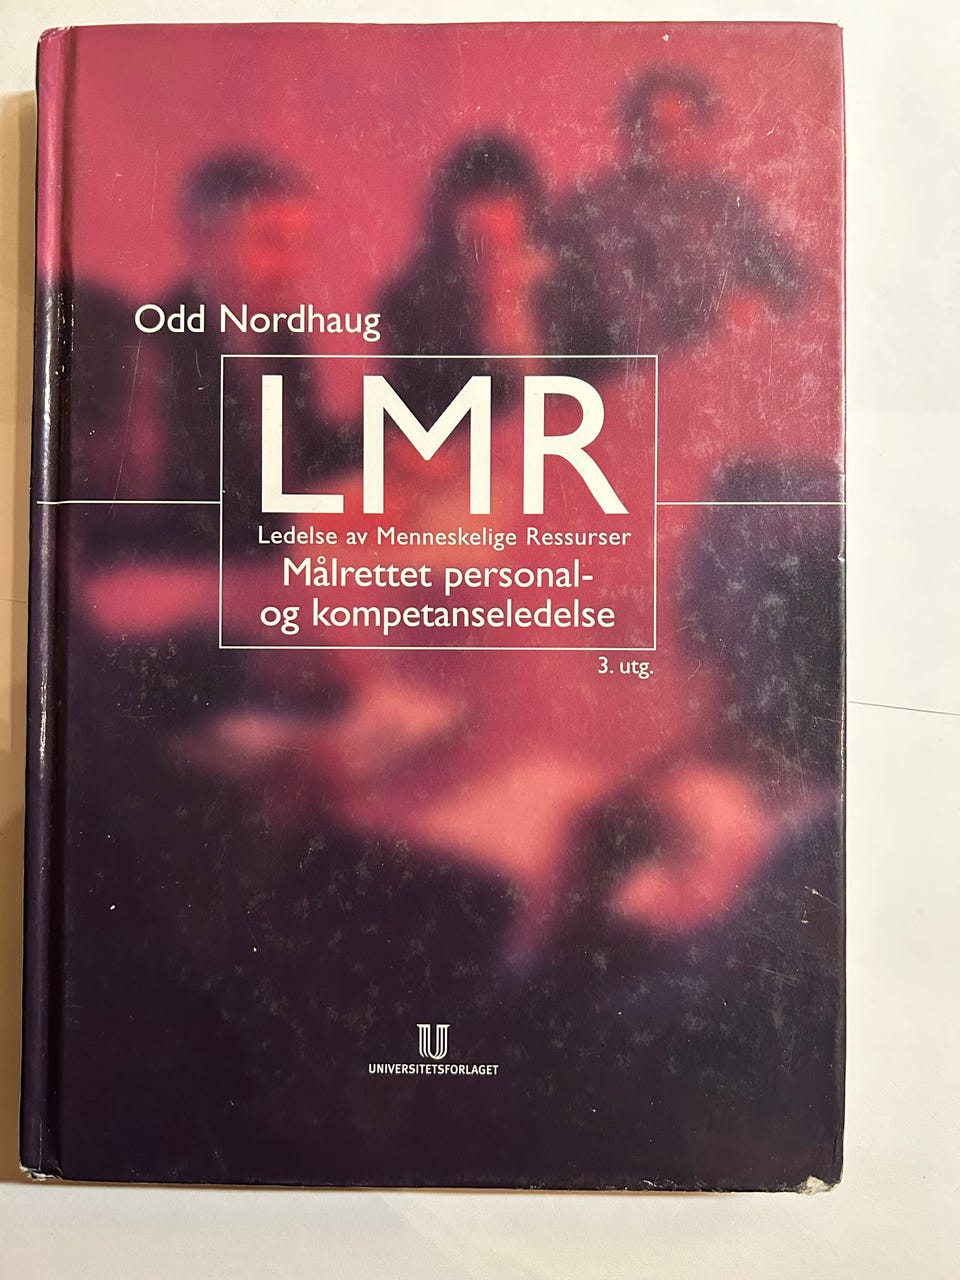 Odd Nordhaug
LMR
Ledelse av Menneskelige Ressurser
Målrettet personal-
og kompetanseledelse
3. utg.
U
UNIVERSITETSFORLAGET